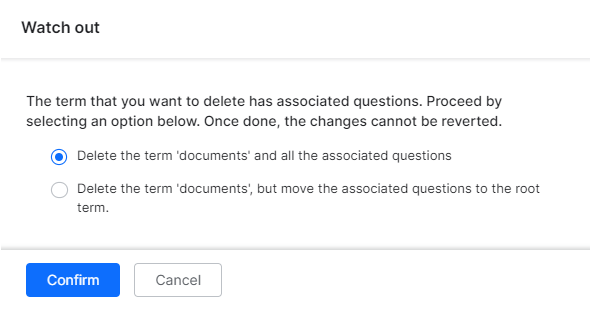 Watch out
The term that you want to delete has associated questions. Proceed by
selecting an option below. Once done, the changes cannot be reverted.
Delete the term 'documents' and all the associated questions
Delete the term 'documents', but move the associated questions to the root
term.
Confirm Cancel